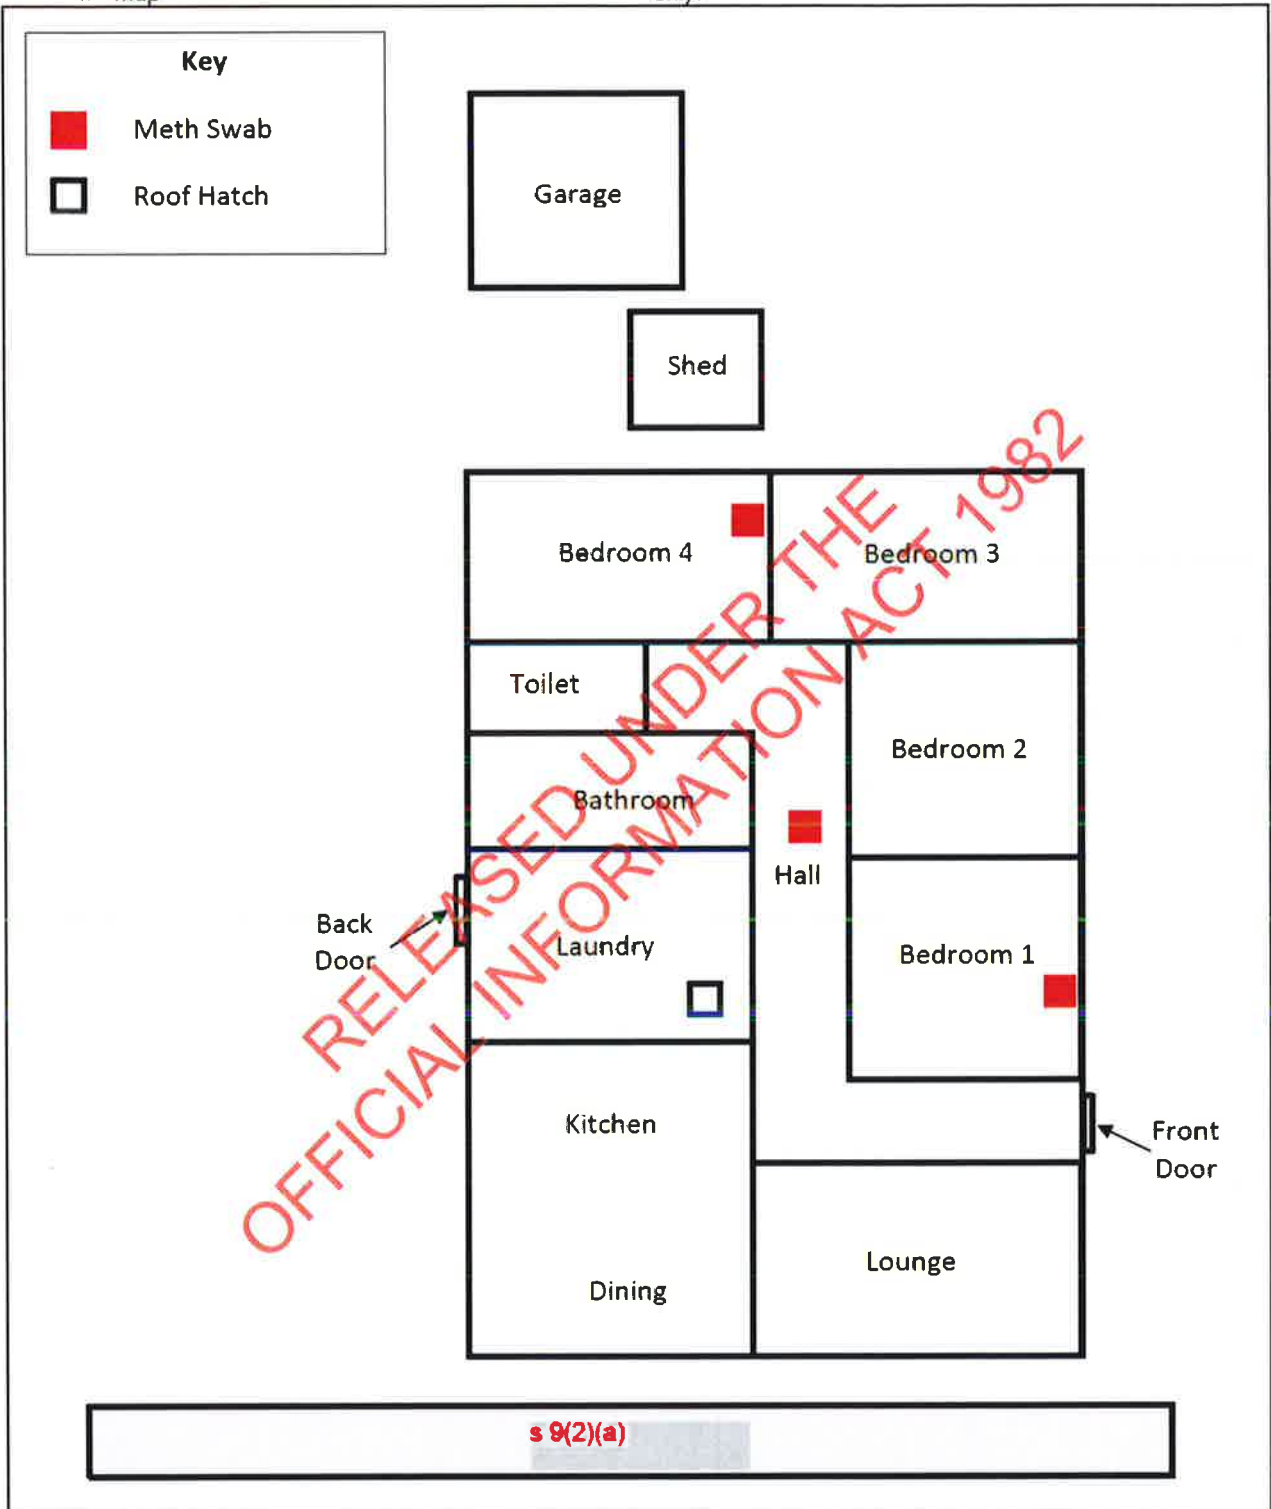 Key
Meth Swab
Roof Hatch
Garage
Shed
Bedroom 4
Bedroom 3
Toilet
Bedroom 2
Bathroom
Hall
Back
Door
Laundry
Bedroom 1
Kitchen
Front
Door
Lounge
Dining
RELEASED UNDER THE
OFFICIAL INFORMATION ACT 1982
s 9(2)(a)